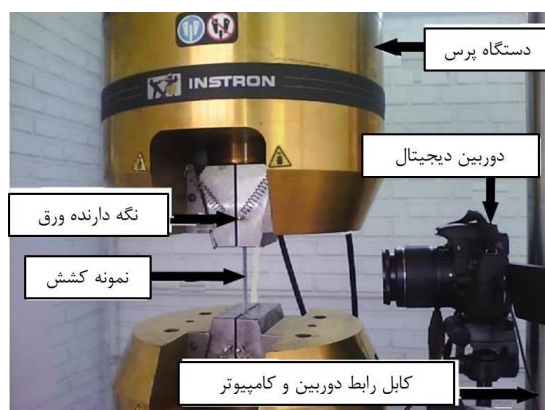 دستگاه پرس
INSTRON
دوربین دیجیتال
نگه دارنده ورق
نمونه کشش
کابل رابط دوربین و کامپیوتر